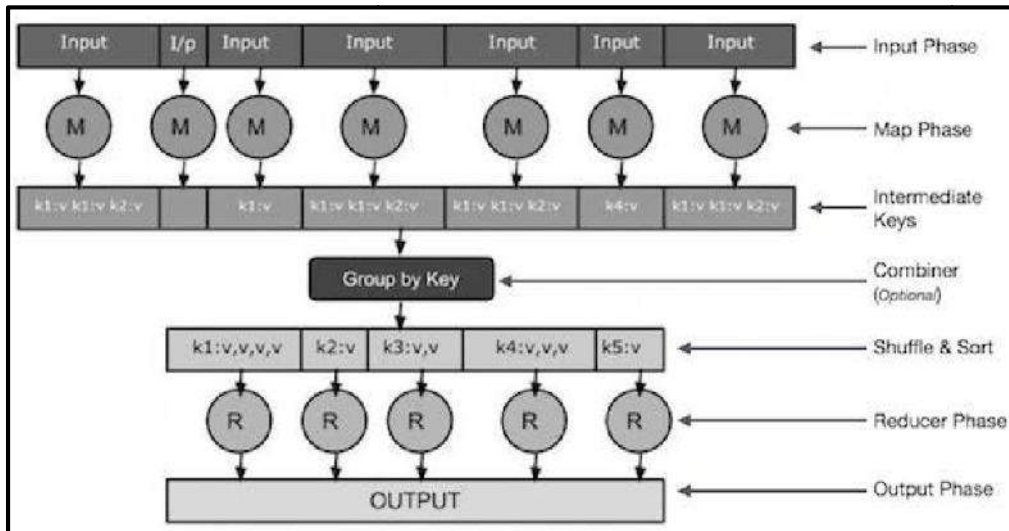 Input I/p Input Input Input Input Input
Input Phase
M M M M M M M
Map Phase
k1:v k1:v k2:v k1:v k1:v k1:v k2:v k1:v k1:v k2:v k4:v k1:v k1:v k2:v
Intermediate
Keys
Group by Key
Combiner
(Optional)
k1:v,v,v,v k2:v k3:v,v k4:v,v,v k5:v
Shuffle & Sort
R R R R R
Reducer Phase
OUTPUT
Output Phase